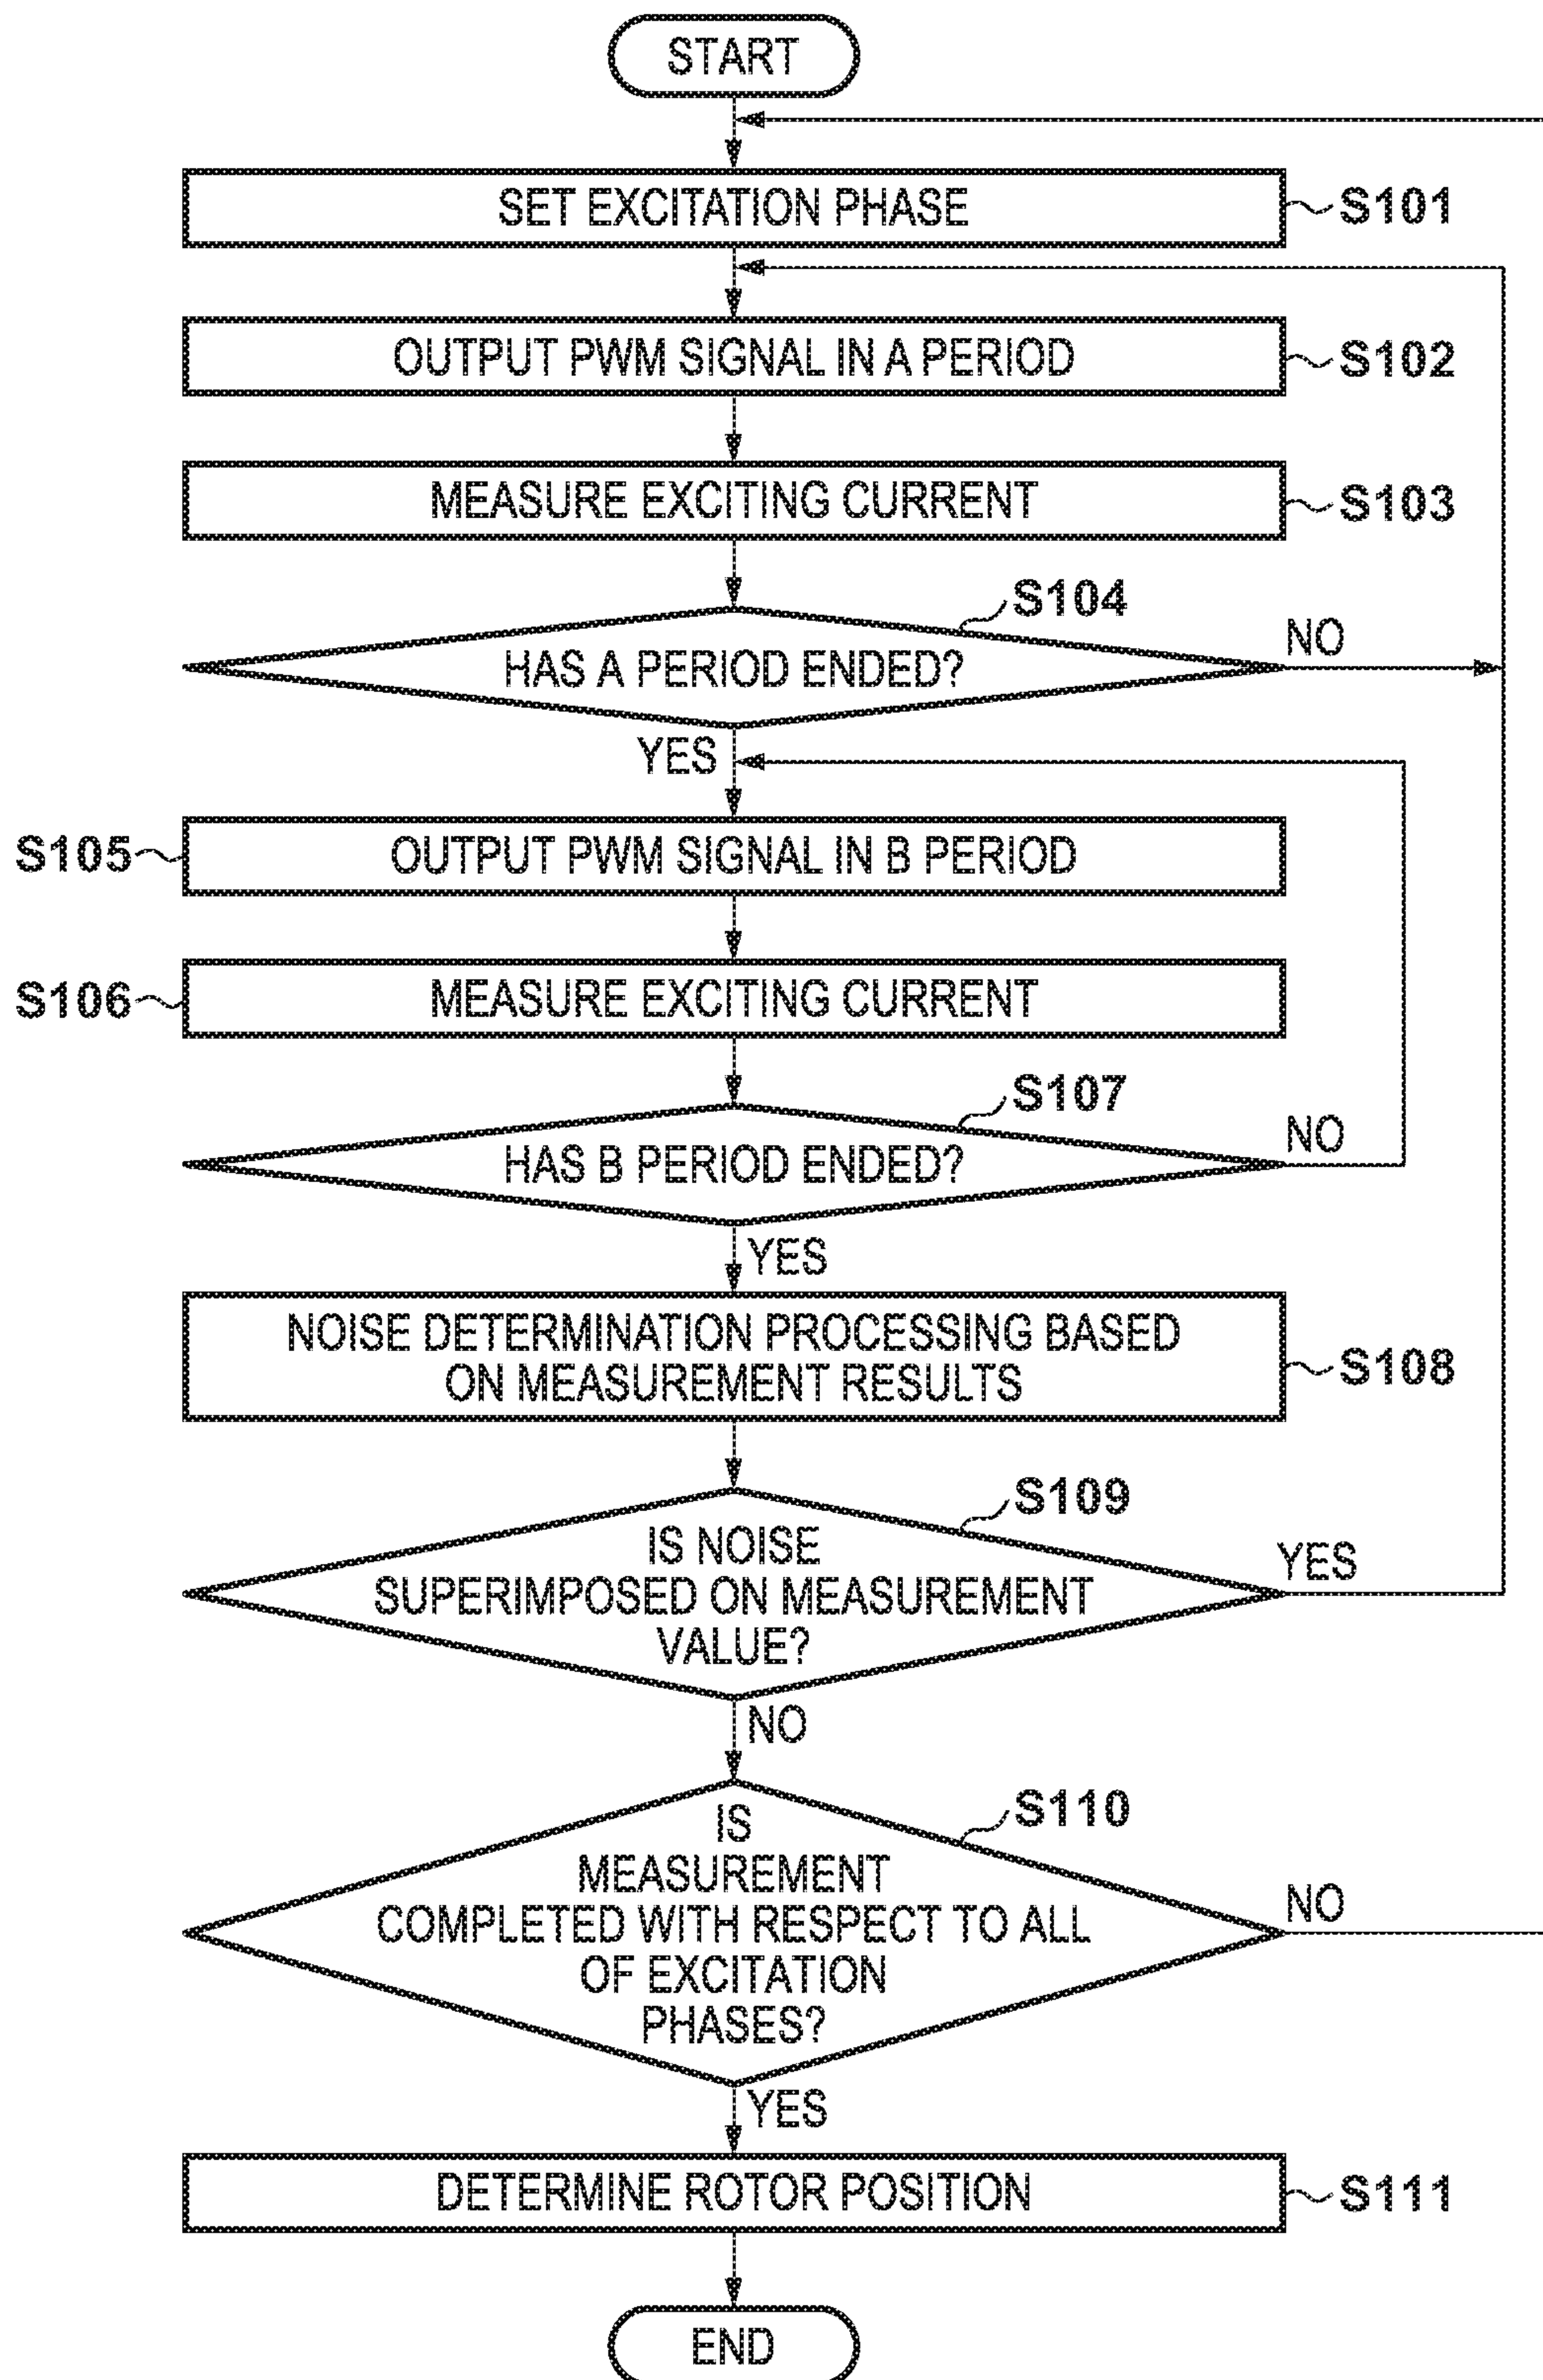 START
SET EXCITATION PHASE
S101
OUTPUT PWM SIGNAL IN A PERIOD
S102
MEASURE EXCITING CURRENT
S103
S104
HAS A PERIOD ENDED?
NO
YES
S105
OUTPUT PWM SIGNAL IN B PERIOD
S106
MEASURE EXCITING CURRENT
S107
HAS B PERIOD ENDED?
NO
YES
NOISE DETERMINATION PROCESSING BASED
ON MEASUREMENT RESULTS
S108
S109
IS NOISE
SUPERIMPOSED ON MEASUREMENT
VALUE?
YES
NO
S110
IS
MEASUREMENT
COMPLETED WITH RESPECT TO ALL
OF EXCITATION
PHASES?
NO
YES
DETERMINE ROTOR POSITION
S111
END